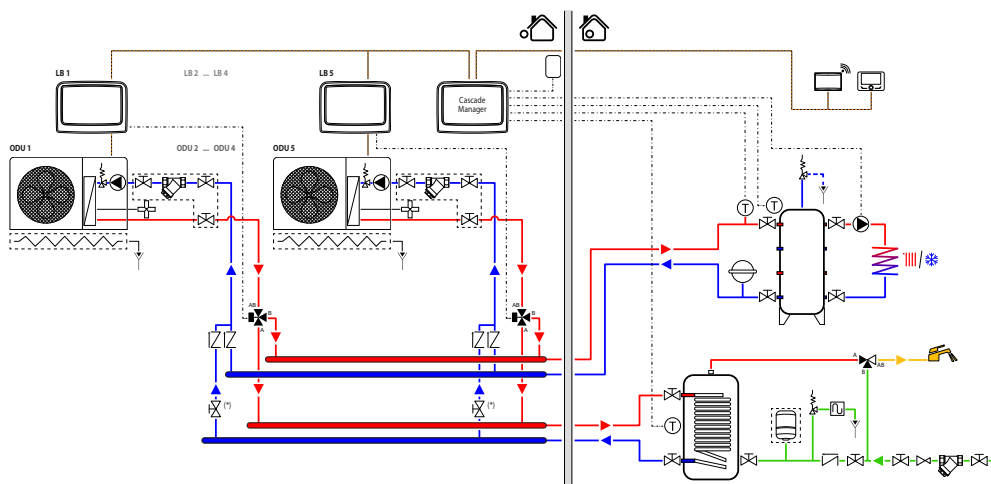 LB 1
LB 2 ... LB 4
LB 5
Cascade
Manager
ODU 1
ODU 2 ... ODU 4
ODU 5
T
T
AB
B
A
AB
B
A
(*)
(*)
T
A
AB
B